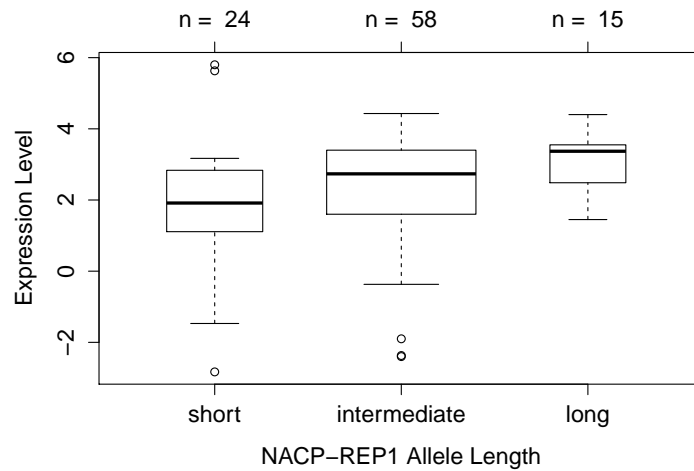 n = 24 n = 58 n = 15
6
4
2
0
−2
Expression Level
short intermediate long
NACP−REP1 Allele Length